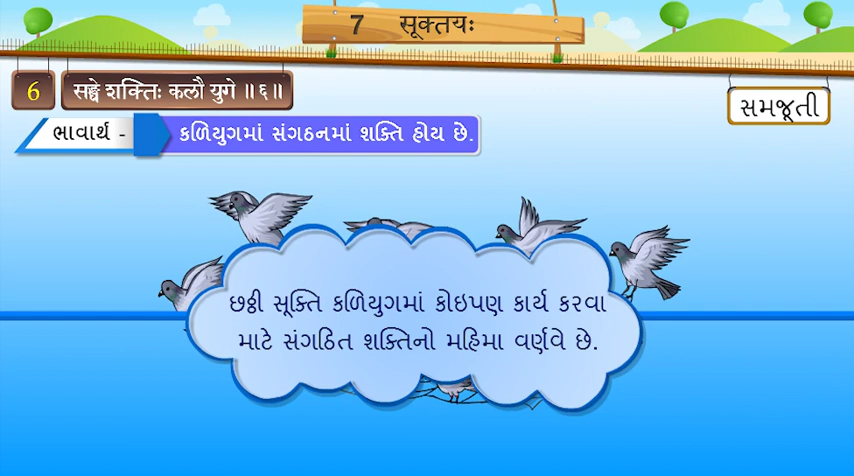 7 सूक्तयः
6 सङ्घे शक्तिः कलौ युगे ॥ ६ ॥
સમજૂતી
ભાવાર્થ - કળિયુગમાં સંગઠનમાં શક્તિ હોય છે.
છઠ્ઠી સૂક્તિ કળિયુગમાં કોઇપણ કાર્ય કરવા
માટે સંગઠિત શક્તિનો મહિમા વર્ણવે છે.